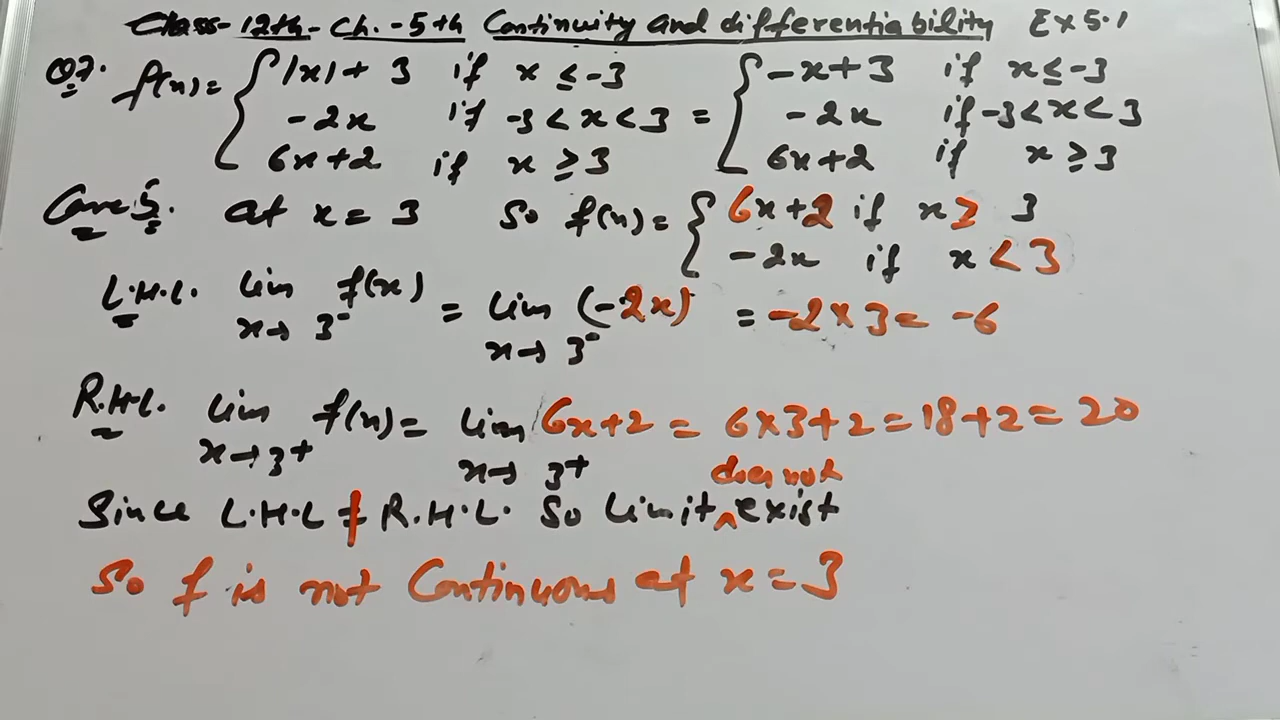 Class-12th-Ch.-5th Continuity and differentiability Ex 5.1
Q7. f(x)= { |x|+3 if x ≤ -3 = { -x+3 if x ≤ -3
-2x if -3<x<3 -2x if -3<x<3
6x+2 if x ≥ 3 6x+2 if x ≥ 3
Case 5. at x = 3 So f(x)= { 6x+2 if x ≥ 3
-2x if x < 3
L.H.L. lim x→3⁻ f(x) = lim x→3⁻ (-2x) = -2×3 = -6
R.H.L. lim x→3⁺ f(x) = lim x→3⁺ 6x+2 = 6×3+2 = 18+2 = 20
Since L.H.L ≠ R.H.L. So limit does not exist
So f is not Continuous at x = 3